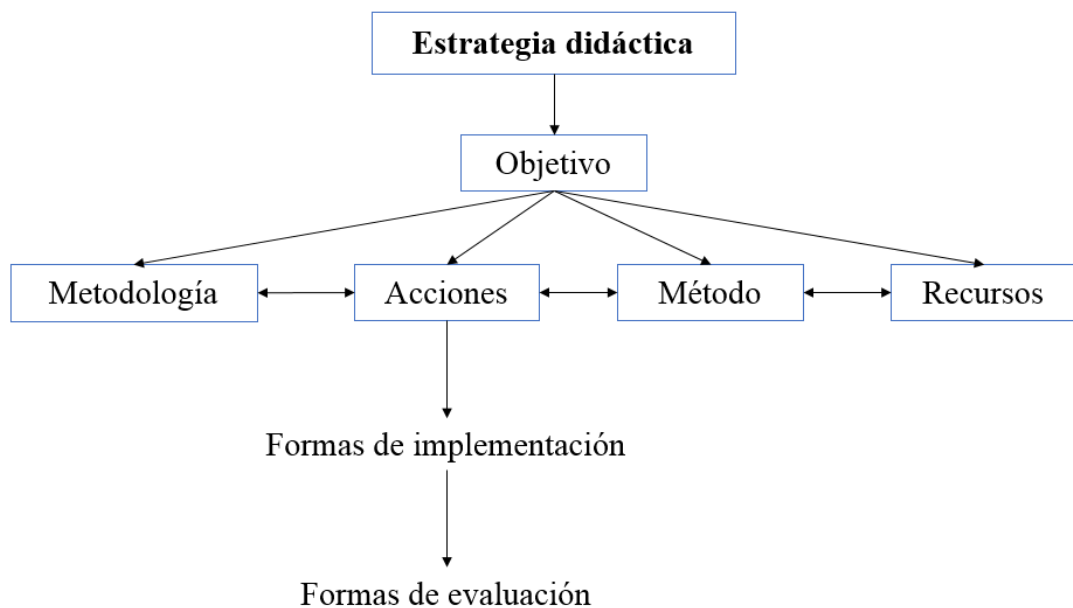 Estrategia didáctica
Objetivo
Metodología
Acciones
Método
Recursos
Formas de implementación
Formas de evaluación